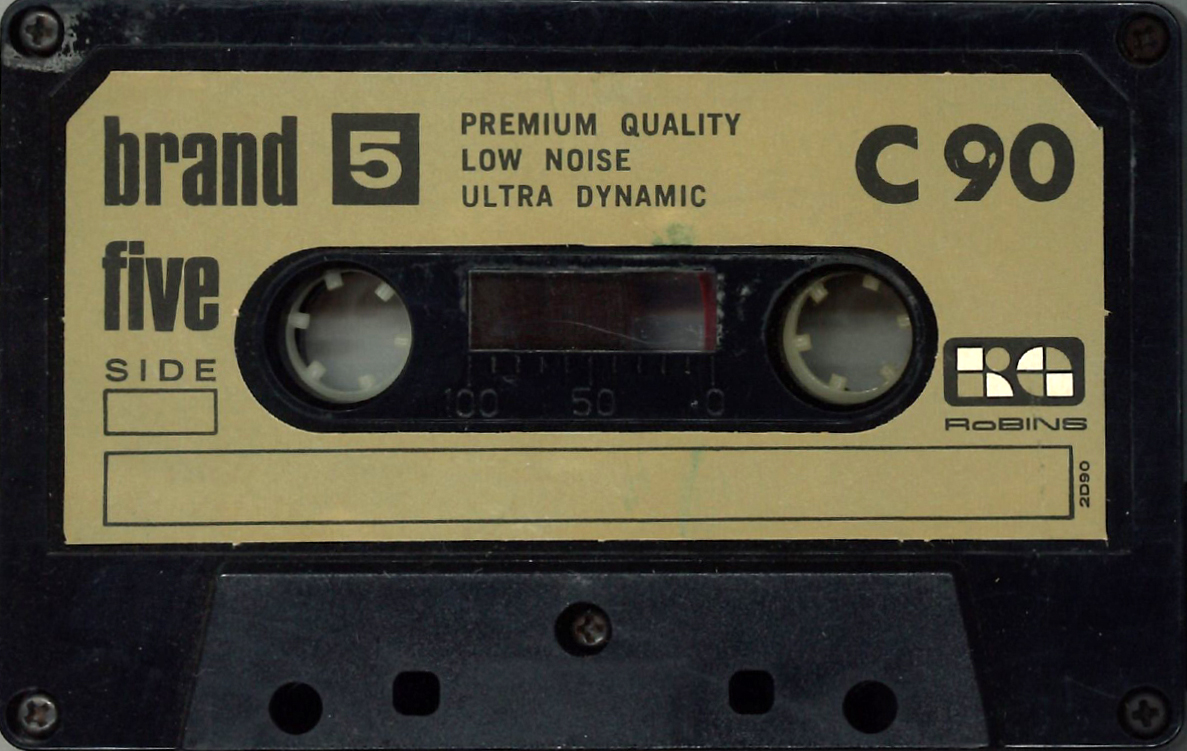 brand 5
five
PREMIUM QUALITY
LOW NOISE
ULTRA DYNAMIC
C 90
SIDE
100 50 0
RoBINS
2D90